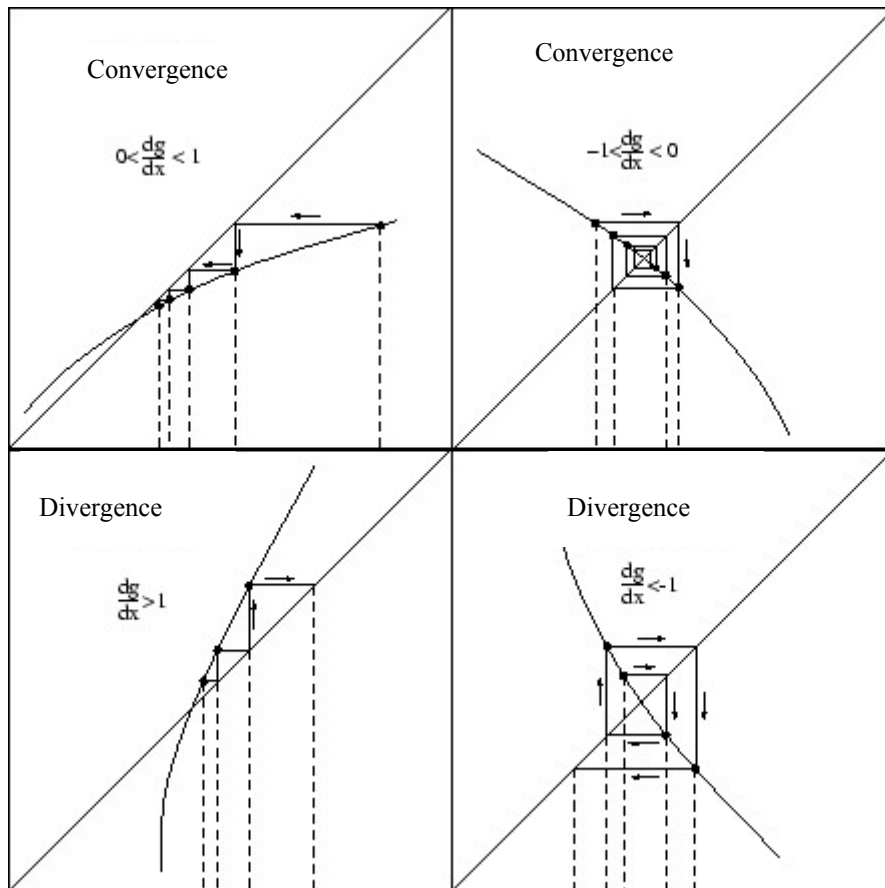 Convergence
0<dg/dx < 1
Convergence
−1<dg/dx < 0
Divergence
dg/dx>1
Divergence
dg/dx<-1